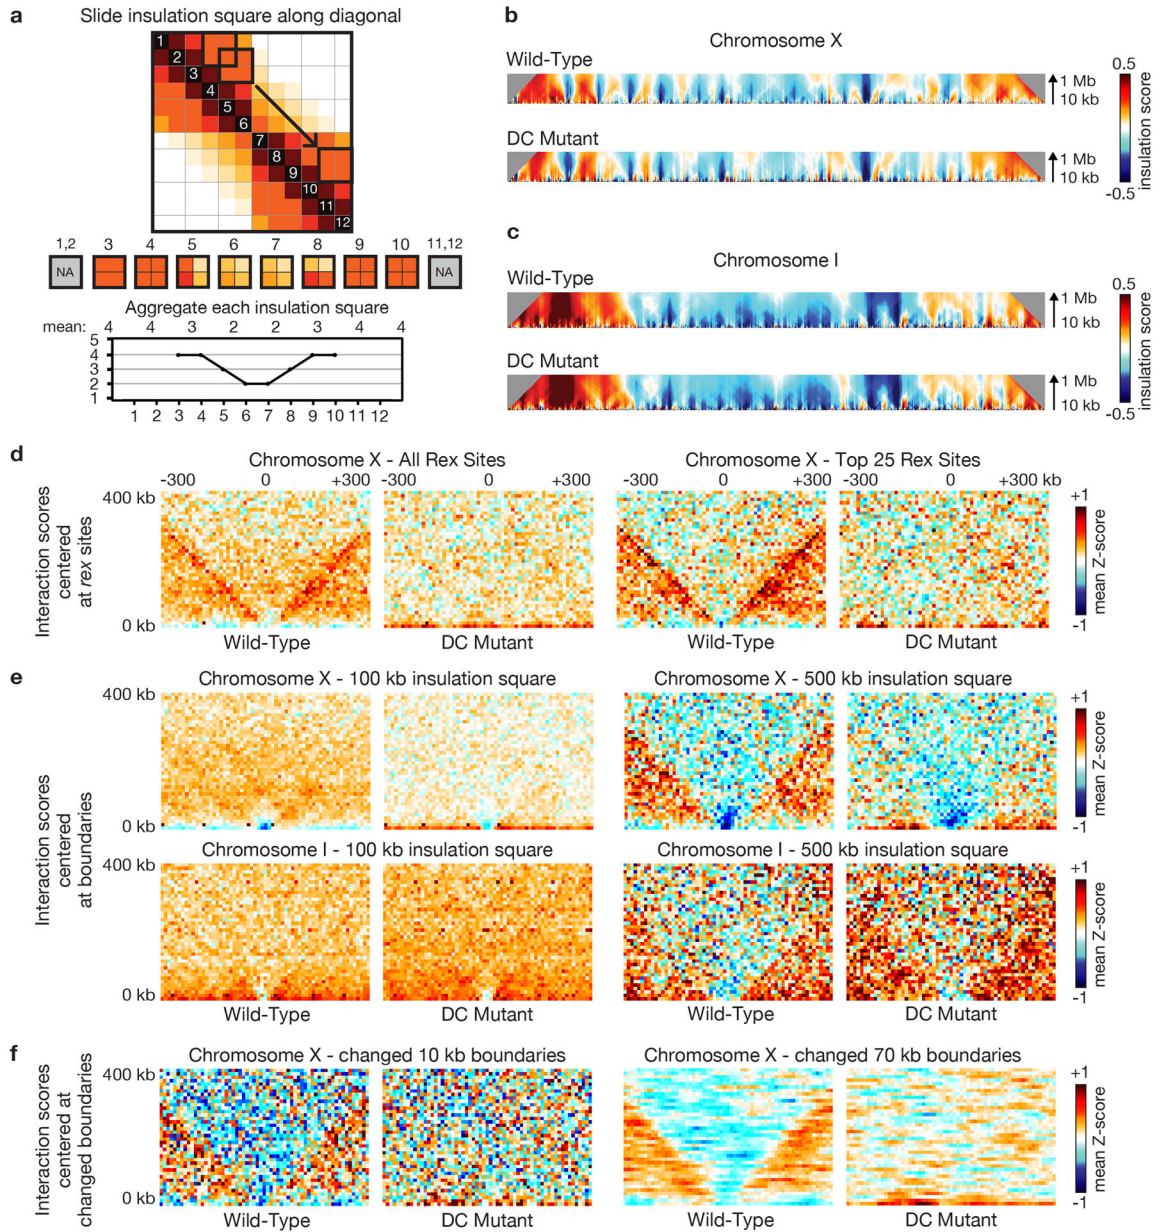 a
Slide insulation square along diagonal
1
2
3
4
5
6
7
8
9
10
11
12
1,2 3 4 5 6 7 8 9 10 11,12
NA NA
Aggregate each insulation square
mean: 4 4 3 2 2 3 4 4 4
5
4
3
2
1
1 2 3 4 5 6 7 8 9 10 11 12
b
Chromosome X
Wild-Type
1 Mb
10 kb
DC Mutant
1 Mb
10 kb
0.5
insulation score
-0.5
c
Chromosome I
Wild-Type
1 Mb
10 kb
DC Mutant
1 Mb
10 kb
0.5
insulation score
-0.5
d
Chromosome X - All Rex Sites Chromosome X - Top 25 Rex Sites
-300 0 +300 -300 0 +300 -300 0 +300 -300 0 +300 kb
400 kb
0 kb
Interaction scores
centered
at rex sites
Wild-Type DC Mutant Wild-Type DC Mutant
+1
mean Z-score
-1
e
Chromosome X - 100 kb insulation square Chromosome X - 500 kb insulation square
400 kb
0 kb
+1
mean Z-score
-1
Interaction scores
centered
at boundaries
Chromosome I - 100 kb insulation square Chromosome I - 500 kb insulation square
400 kb
0 kb
Wild-Type DC Mutant Wild-Type DC Mutant
+1
mean Z-score
-1
f
Chromosome X - changed 10 kb boundaries Chromosome X - changed 70 kb boundaries
400 kb
0 kb
Interaction scores
centered at
changed boundaries
Wild-Type DC Mutant Wild-Type DC Mutant
+1
mean Z-score
-1